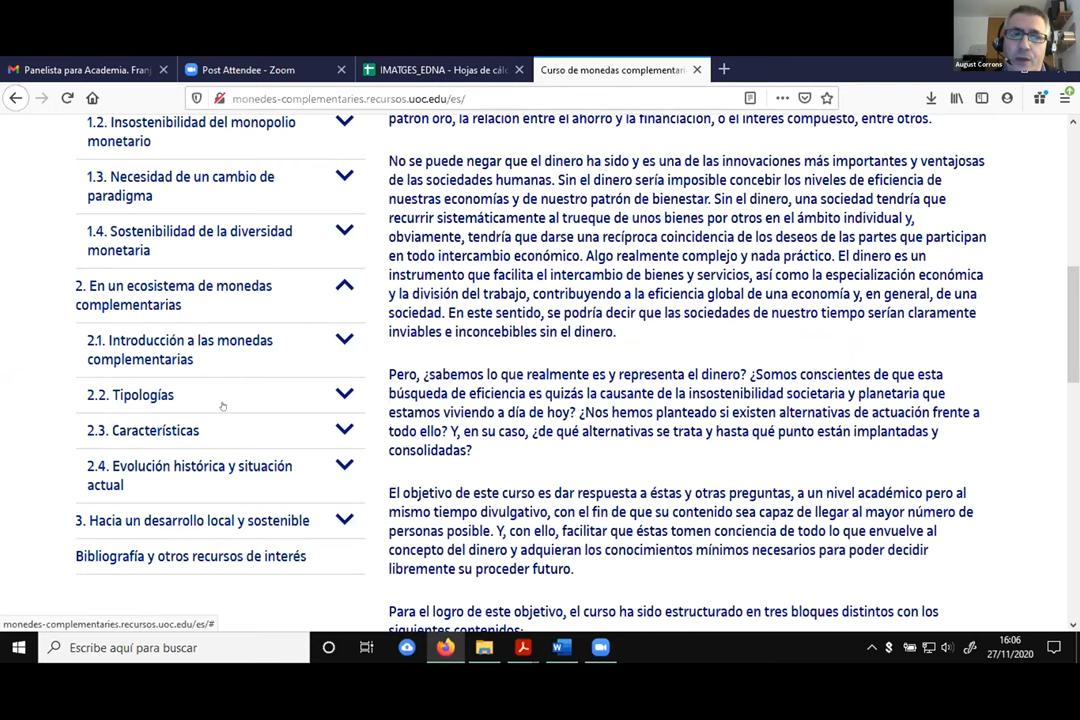 August Corrons
Panelista para Academia. Franj
Post Attendee - Zoom
IMATGES_EDNA - Hojas de cálc
Curso de monedas complementari
monedes-complementaries.recursos.uoc.edu/es/
1.2. Insostenibilidad del monopolio
monetario
1.3. Necesidad de un cambio de
paradigma
1.4. Sostenibilidad de la diversidad
monetaria
2. En un ecosistema de monedas
complementarias
2.1. Introducción a las monedas
complementarias
2.2. Tipologías
2.3. Características
2.4. Evolución histórica y situación
actual
3. Hacia un desarrollo local y sostenible
Bibliografía y otros recursos de interés
patrón oro, la relación entre el ahorro y la financiación, o el interés compuesto, entre otros.
No se puede negar que el dinero ha sido y es una de las innovaciones más importantes y ventajosas
de las sociedades humanas. Sin el dinero sería imposible concebir los niveles de eficiencia de
nuestras economías y de nuestro patrón de bienestar. Sin el dinero, una sociedad tendría que
recurrir sistemáticamente al trueque de unos bienes por otros en el ámbito individual y,
obviamente, tendría que darse una recíproca coincidencia de los deseos de las partes que participan
en todo intercambio económico. Algo realmente complejo y nada práctico. El dinero es un
instrumento que facilita el intercambio de bienes y servicios, así como la especialización económica
y la división del trabajo, contribuyendo a la eficiencia global de una economía y, en general, de una
sociedad. En este sentido, se podría decir que las sociedades de nuestro tiempo serían claramente
inviables e inconcebibles sin el dinero.
Pero, ¿sabemos lo que realmente es y representa el dinero? ¿Somos conscientes de que esta
búsqueda de eficiencia es quizás la causante de la insostenibilidad societaria y planetaria que
estamos viviendo a día de hoy? ¿Nos hemos planteado si existen alternativas de actuación frente a
todo ello? Y, en su caso, ¿de qué alternativas se trata y hasta qué punto están implantadas y
consolidadas?
El objetivo de este curso es dar respuesta a éstas y otras preguntas, a un nivel académico pero al
mismo tiempo divulgativo, con el fin de que su contenido sea capaz de llegar al mayor número de
personas posible. Y, con ello, facilitar que éstas tomen conciencia de todo lo que envuelve al
concepto del dinero y adquieran los conocimientos mínimos necesarios para poder decidir
libremente su proceder futuro.
Para el logro de este objetivo, el curso ha sido estructurado en tres bloques distintos con los
siguientes contenidos:
monedes-complementaries.recursos.uoc.edu/es/#
Escribe aquí para buscar
16:06
27/11/2020